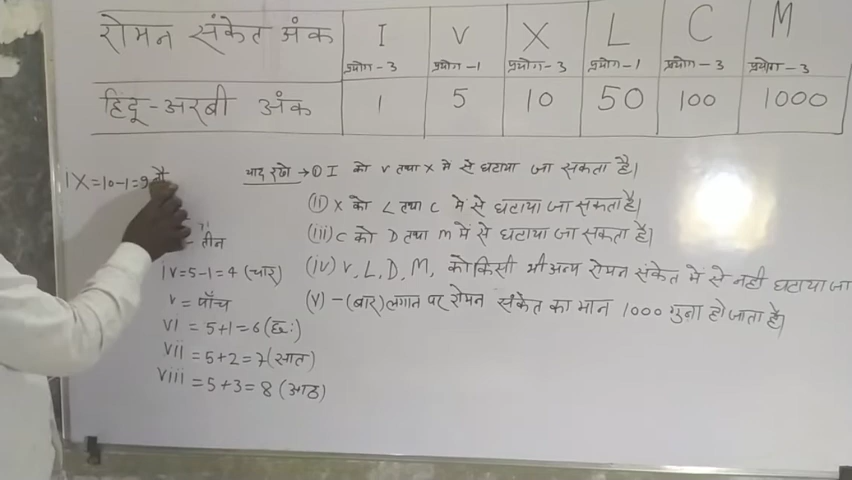 रोमन संकेत अंक I V X L C M
प्रयोग-3 प्रयोग-1 प्रयोग-3 प्रयोग-1 प्रयोग-3 प्रयोग-3
हिंदू-अरबी अंक 1 5 10 50 100 1000
IX=10-1=9 नौ
याद रखे → (i) I को V तथा X में से घटाया जा सकता है।
(ii) X को L तथा C में से घटाया जा सकता है।
(iii) C को D तथा M में से घटाया जा सकता है।
(iv) V, L, D, M, को किसी भी अन्य रोमन संकेत में से नही घटाया जा
(V) -(बार) लगान पर रोमन संकेत का मान 1000 गुना हो जाता है।
- तीन
IV=5-1=4 (चार)
V = पाँच
VI = 5+1=6 (छः)
Vii = 5+2=7 (सात)
Viii = 5+3=8 (आठ)